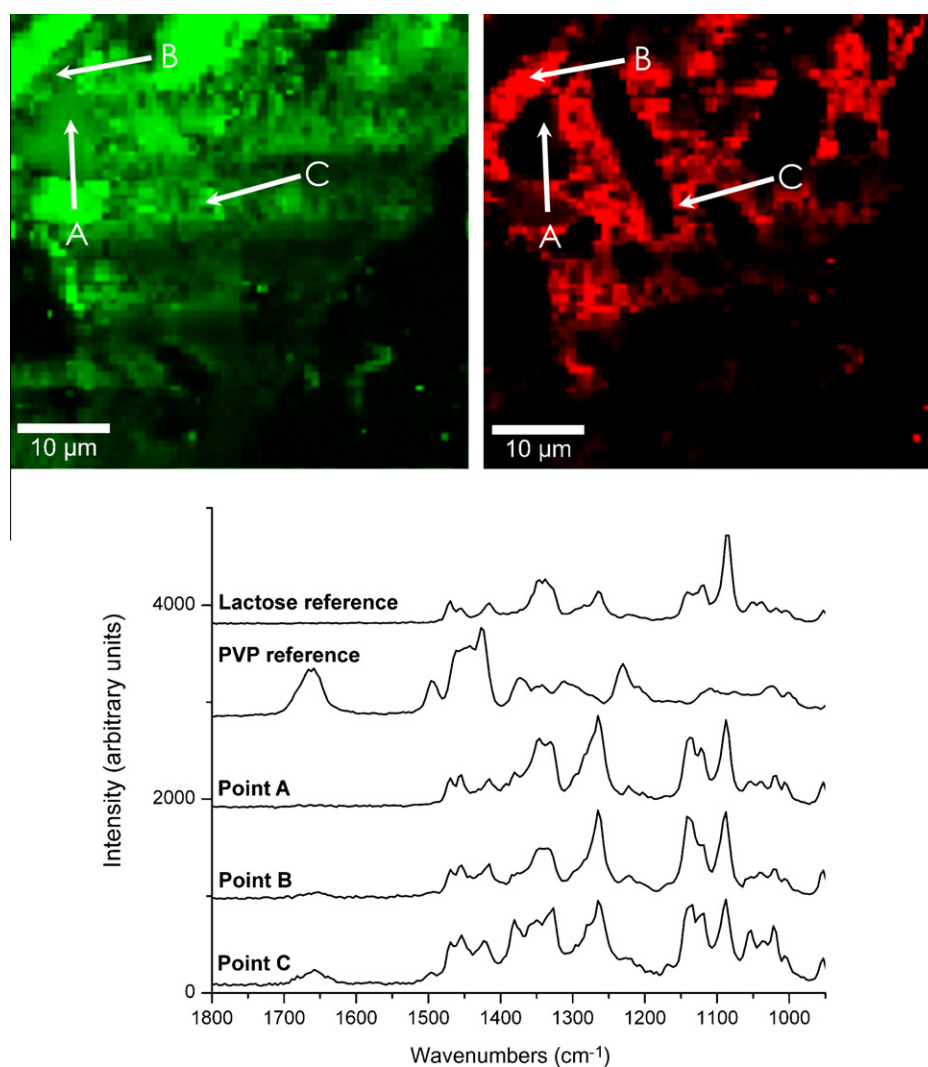 B
C
A
10 μm
B
C
A
10 μm
Lactose reference
PVP reference
Point A
Point B
Point C
4000
2000
0
Intensity (arbitrary units)
1800 1700 1600 1500 1400 1300 1200 1100 1000
Wavenumbers (cm⁻¹)